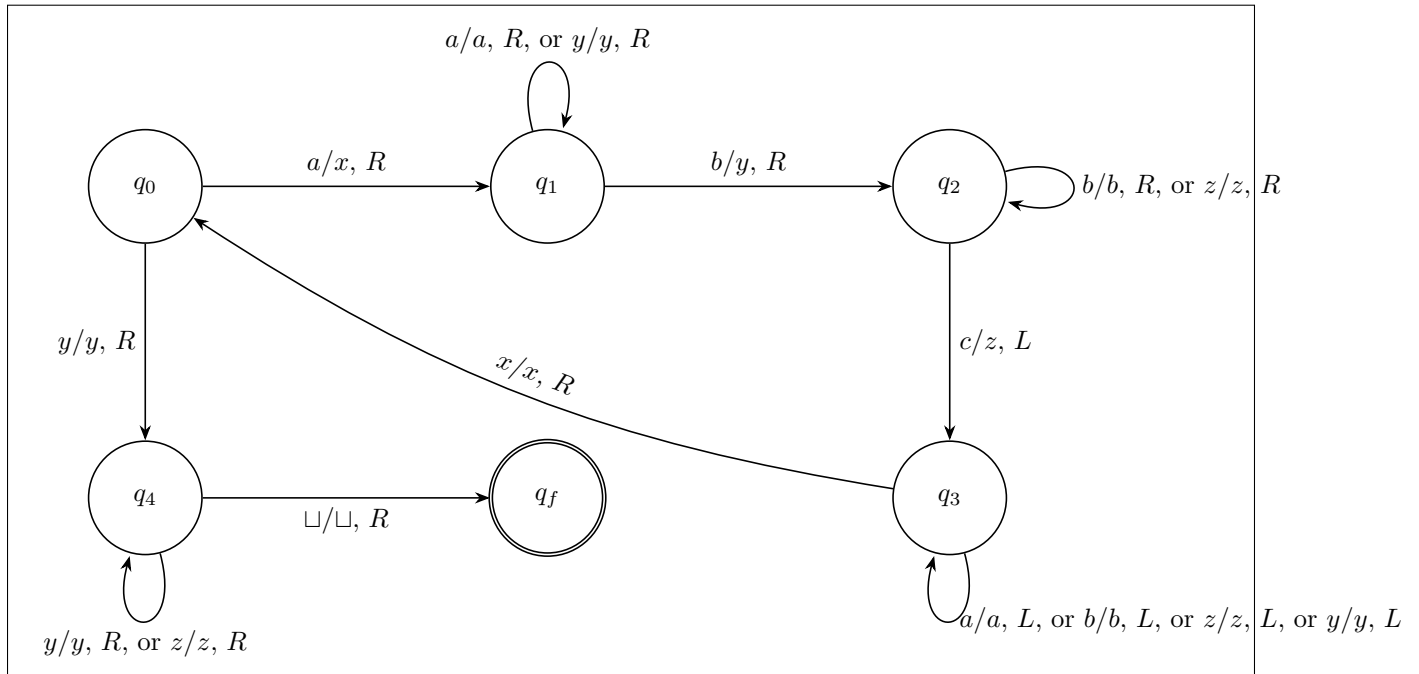 a/a, R, or y/y, R
q₀
a/x, R
q₁
b/y, R
q₂
b/b, R, or z/z, R
y/y, R
x/x, R
c/z, L
q₄
⊔/⊔, R
q_f
q₃
y/y, R, or z/z, R
a/a, L, or b/b, L, or z/z, L, or y/y, L